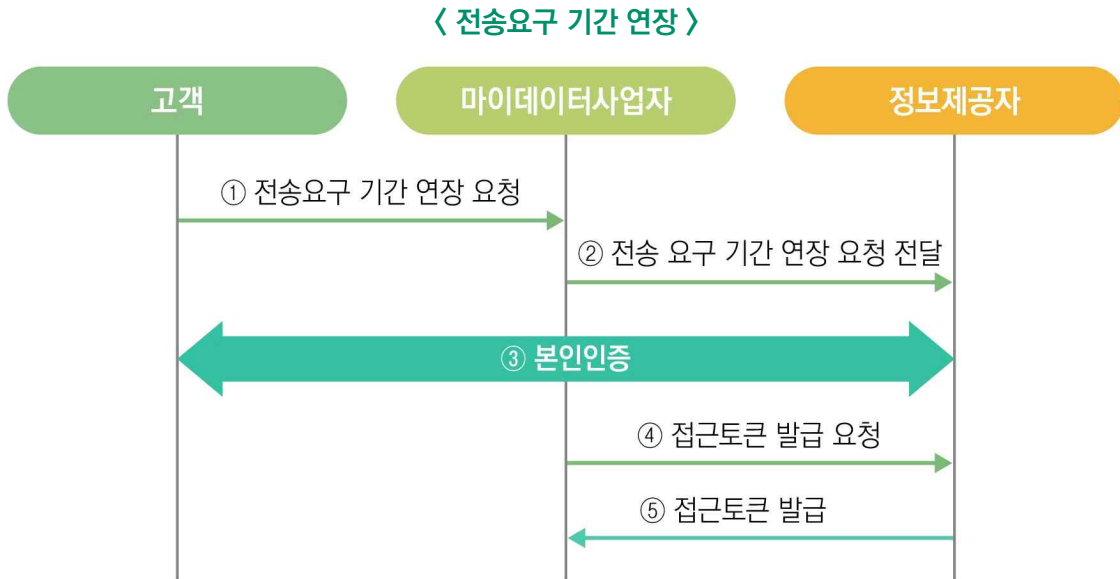 〈 전송요구 기간 연장 〉
고객
마이데이터사업자
정보제공자
① 전송요구 기간 연장 요청
② 전송 요구 기간 연장 요청 전달
③ 본인인증
④ 접근토큰 발급 요청
⑤ 접근토큰 발급